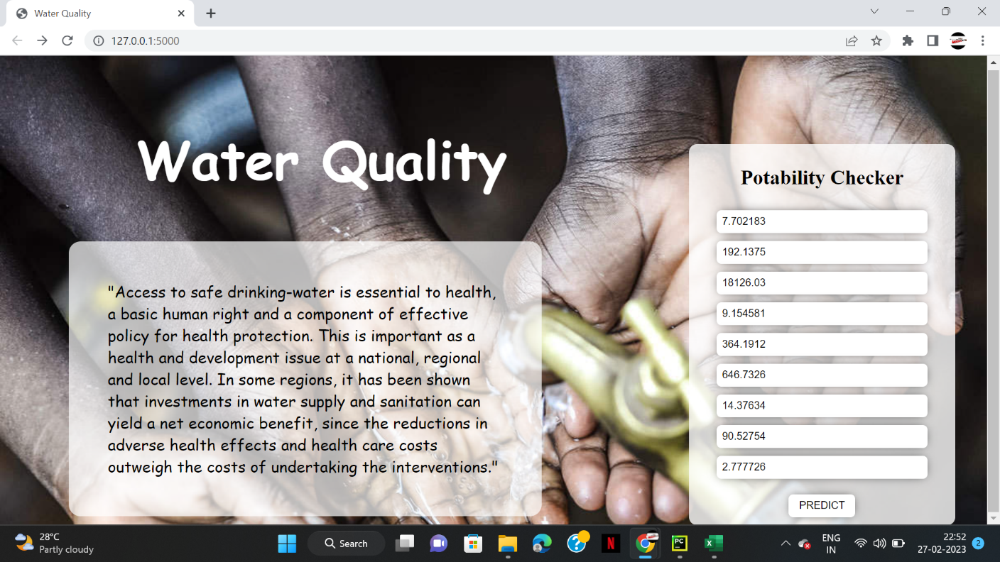 Water Quality
127.0.0.1:5000
Water Quality
"Access to safe drinking-water is essential to health,
a basic human right and a component of effective
policy for health protection. This is important as a
health and development issue at a national, regional
and local level. In some regions, it has been shown
that investments in water supply and sanitation can
yield a net economic benefit, since the reductions in
adverse health effects and health care costs
outweigh the costs of undertaking the interventions."
Potability Checker
7.702183
192.1375
18126.03
9.154581
364.1912
646.7326
14.37634
90.52754
2.777726
PREDICT
28°C
Partly cloudy
Search
N
PC
ENG
IN
22:52
27-02-2023
2